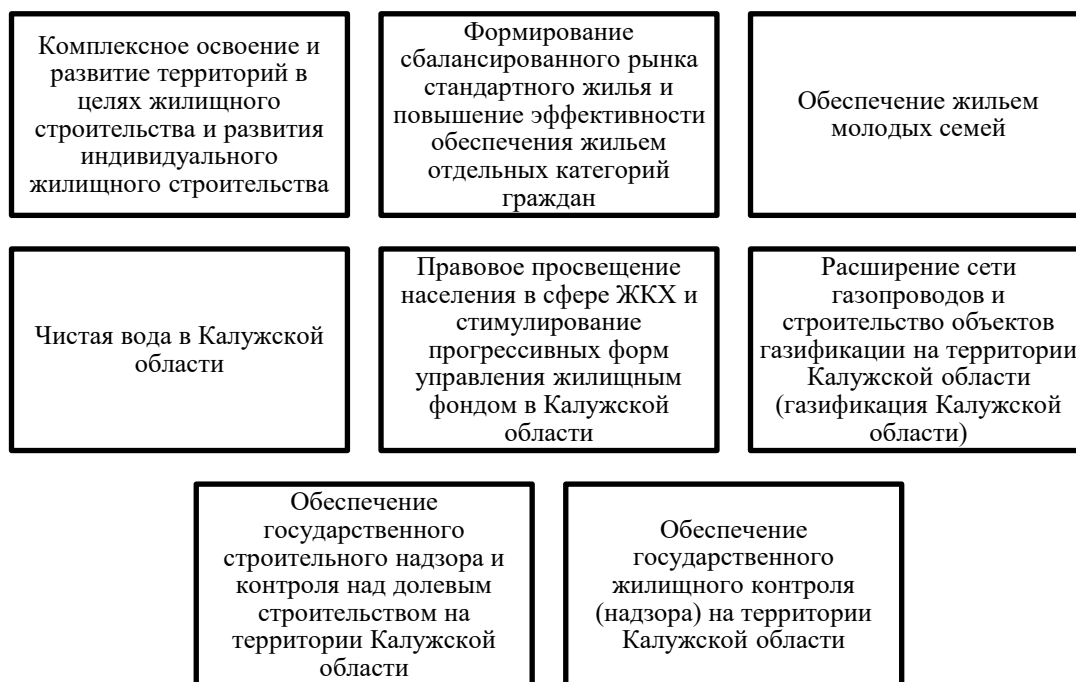 Комплексное освоение и
развитие территорий в
целях жилищного
строительства и развития
индивидуального
жилищного строительства
Формирование
сбалансированного рынка
стандартного жилья и
повышение эффективности
обеспечения жильем
отдельных категорий
граждан
Обеспечение жильем
молодых семей
Чистая вода в Калужской
области
Правовое просвещение
населения в сфере ЖКХ и
стимулирование
прогрессивных форм
управления жилищным
фондом в Калужской
области
Расширение сети
газопроводов и
строительство объектов
газификации на территории
Калужской области
(газификация Калужской
области)
Обеспечение
государственного
строительного надзора и
контроля над долевым
строительством на
территории Калужской
области
Обеспечение
государственного
жилищного контроля
(надзора) на территории
Калужской области